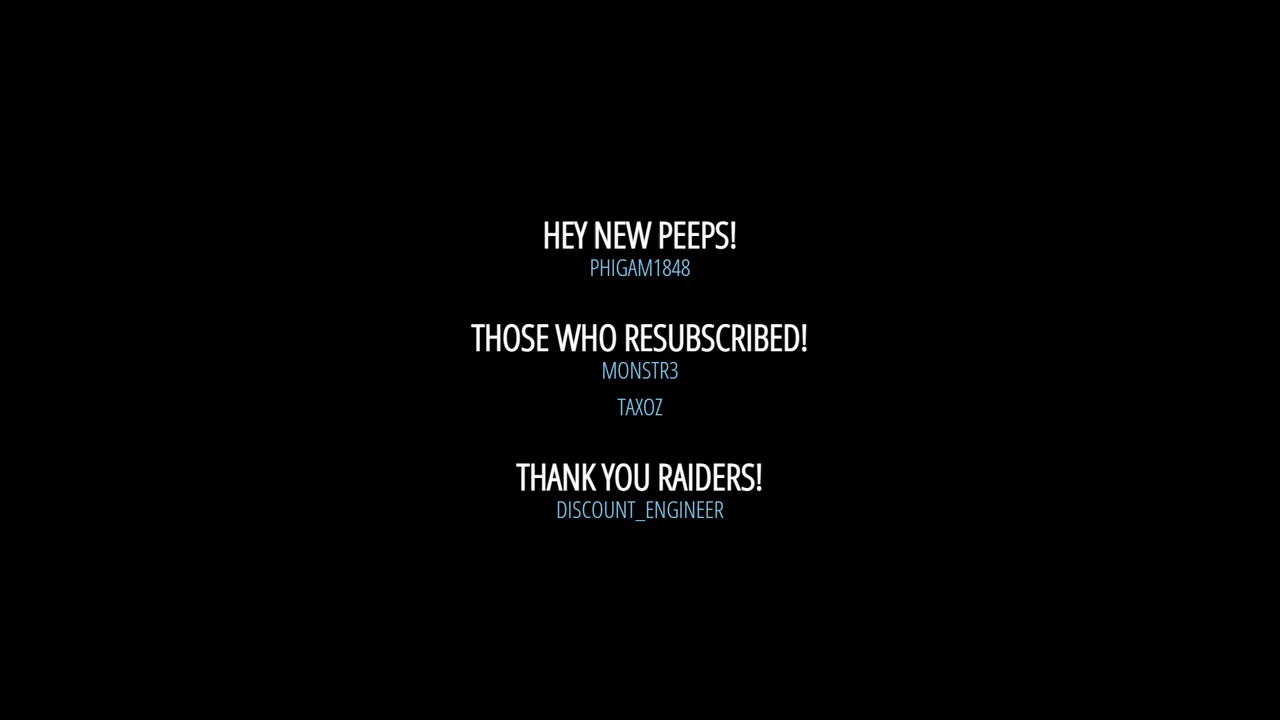 HEY NEW PEEPS!
PHIGAM1848
THOSE WHO RESUBSCRIBED!
MONSTR3
TAXOZ
THANK YOU RAIDERS!
DISCOUNT_ENGINEER